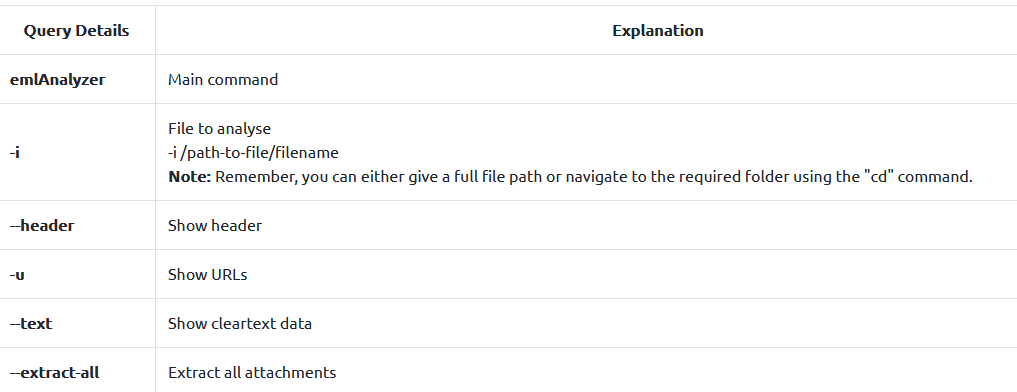 Query Details Explanation
emlAnalyzer Main command
File to analyse
-i -i /path-to-file/filename
Note: Remember, you can either give a full file path or navigate to the required folder using the "cd" command.
--header Show header
-u Show URLs
--text Show cleartext data
--extract-all Extract all attachments